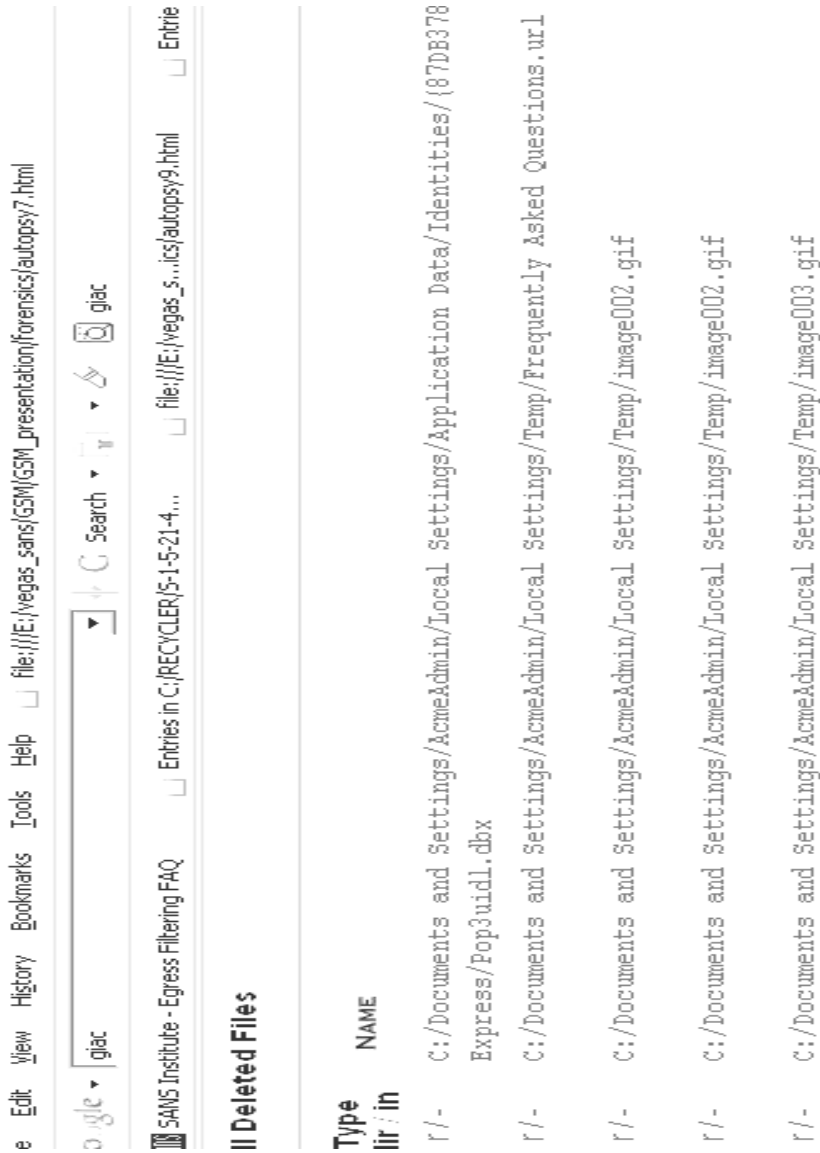 e Edit View History Bookmarks Tools Help file:///E:/vegas_sans/GSM/GSM_presentation/forensics/autopsy7.html
gle giac Search giac
SANS Institute - Egress Filtering FAQ Entries in C:/RECYCLER/S-1-5-21-4... file:///E:/vegas_s...ics/autopsy9.html Entrie
ll Deleted Files
Type NAME
dir / in
r/- C:/Documents and Settings/AcmeAdmin/Local Settings/Application Data/Identities/{87DB378
Express/Pop3uidl.dbx
r/- C:/Documents and Settings/AcmeAdmin/Local Settings/Temp/Frequently Asked Questions.url
r/- C:/Documents and Settings/AcmeAdmin/Local Settings/Temp/image002.gif
r/- C:/Documents and Settings/AcmeAdmin/Local Settings/Temp/image002.gif
r/- C:/Documents and Settings/AcmeAdmin/Local Settings/Temp/image003.gif